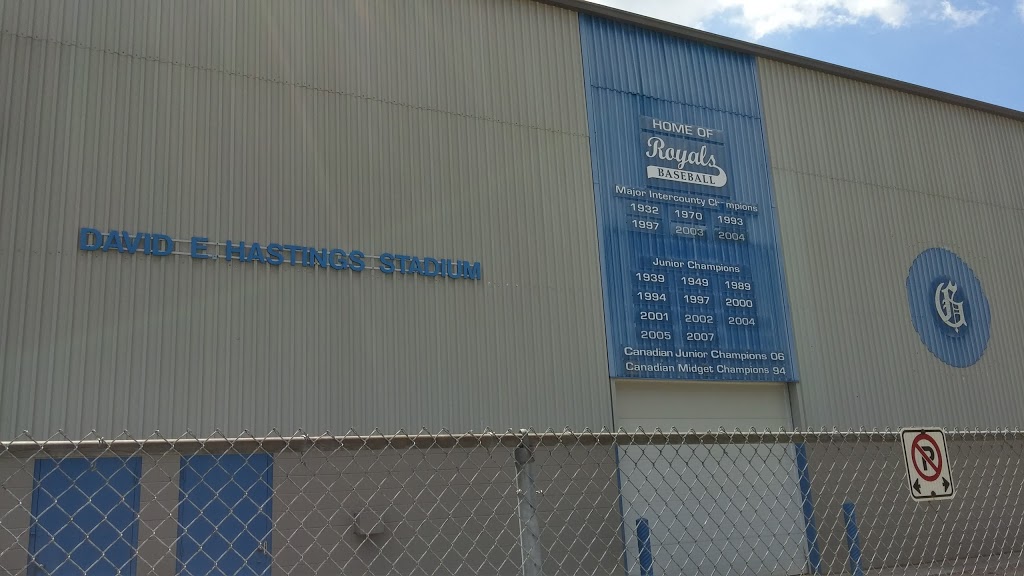 DAVID E. HASTINGS STADIUM
HOME OF
Royals
BASEBALL
Major Intercounty Champions
1932 1970 1993
1997 2003 2004
Junior Champions
1939 1949 1989
1994 1997 2000
2001 2002 2004
2005 2007
Canadian Junior Champions 06
Canadian Midget Champions 94
G
P